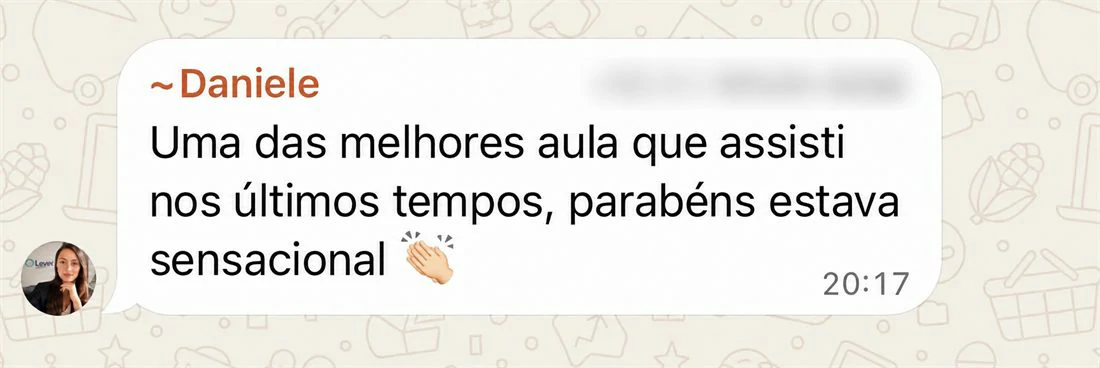 ~Daniele
Uma das melhores aula que assisti
nos últimos tempos, parabéns estava
sensacional 👏🏻
20:17